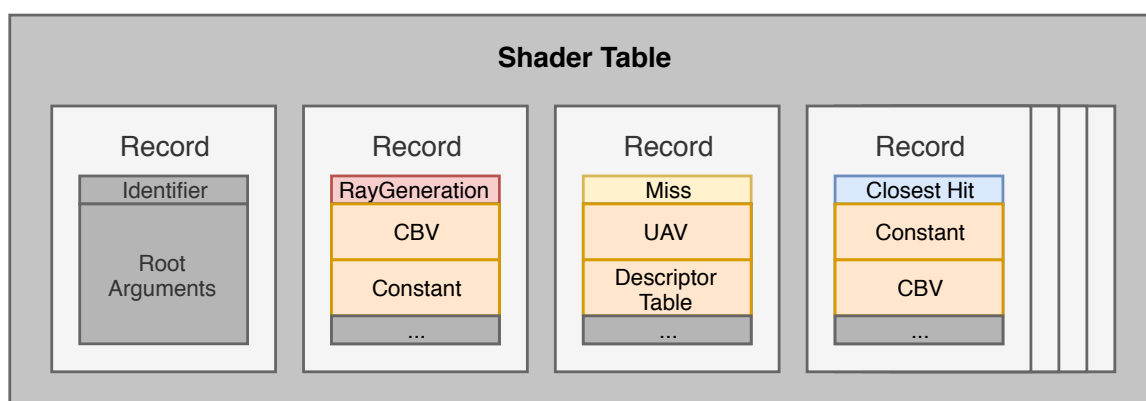 Shader Table
Record
Identifier
Root
Arguments
Record
RayGeneration
CBV
Constant
...
Record
Miss
UAV
Descriptor
Table
...
Record
Closest Hit
Constant
CBV
...